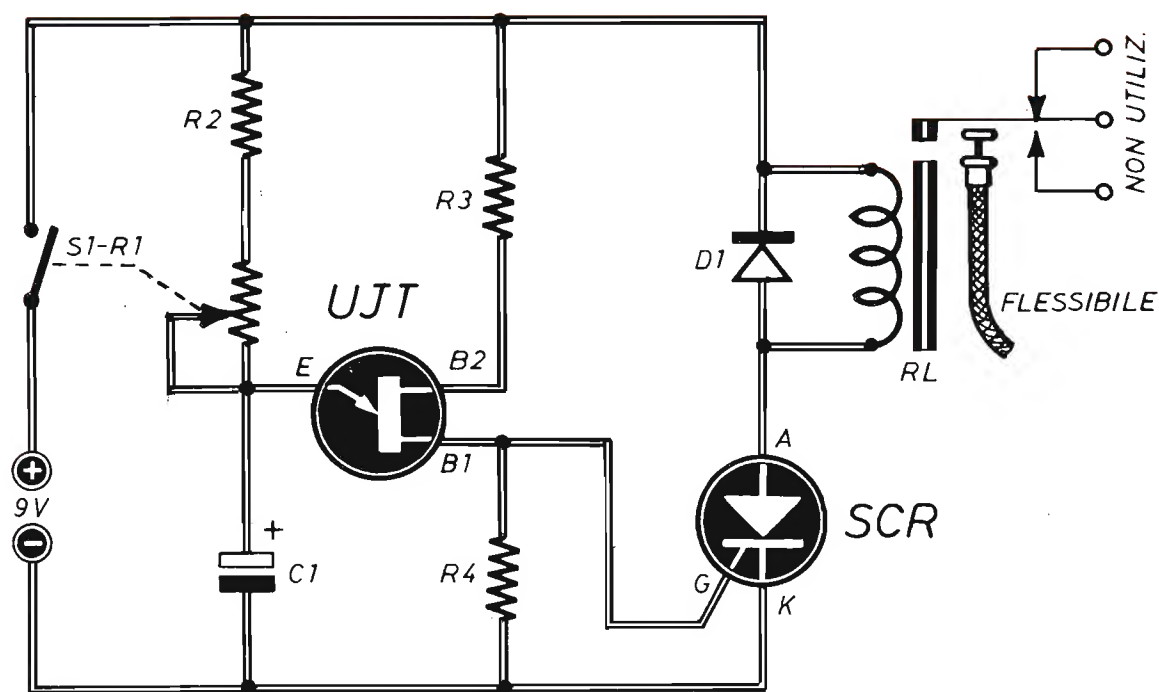 R2
R3
S1-R1
UJT
E
B2
B1
+
9V
−
+
C1
R4
D1
RL
FLESSIBILE
NON UTILIZ.
A
SCR
G
K